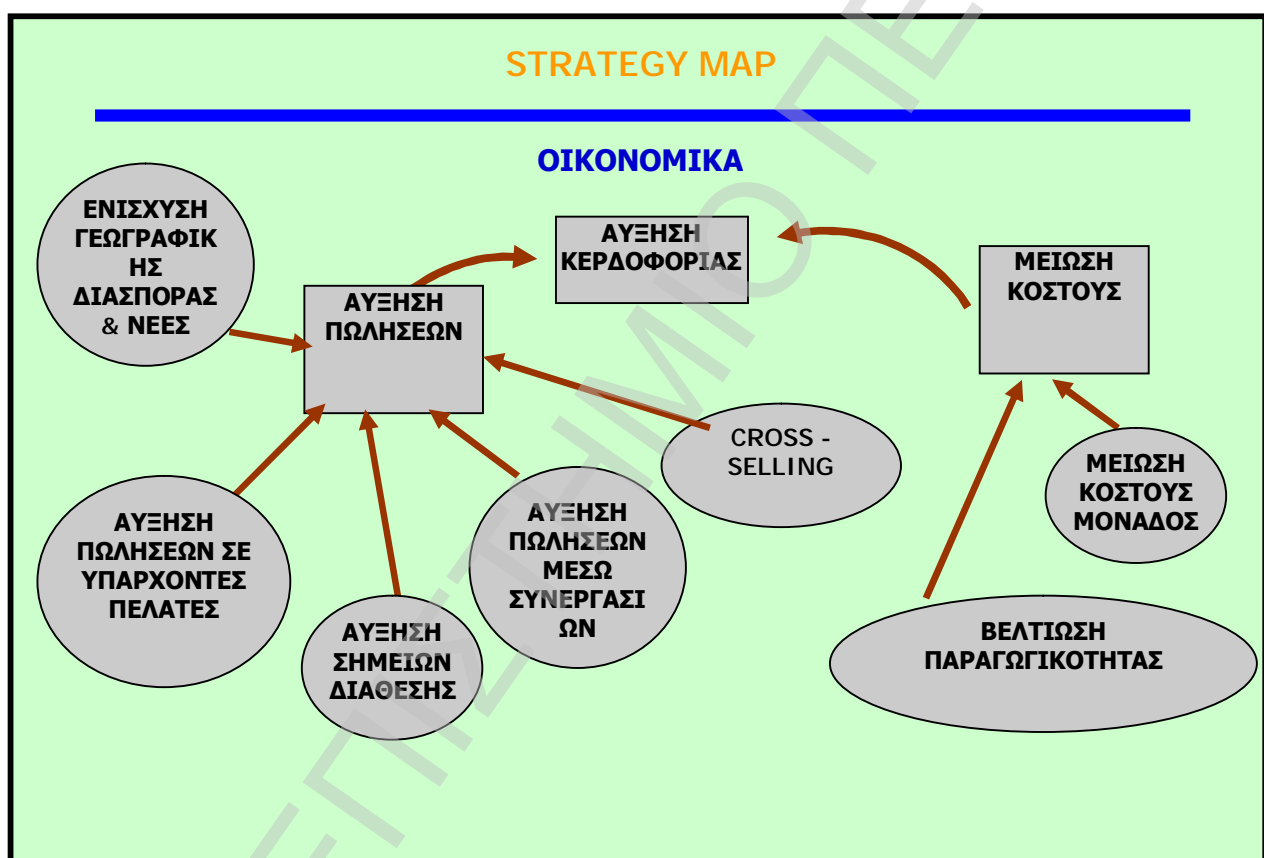 STRATEGY MAP
ΟΙΚΟΝΟΜΙΚΑ
ΕΝΙΣΧΥΣΗ
ΓΕΩΓΡΑΦΙΚ
ΗΣ
ΔΙΑΣΠΟΡΑΣ
& ΝΕΕΣ
ΑΥΞΗΣΗ
ΚΕΡΔΟΦΟΡΙΑΣ
ΜΕΙΩΣΗ
ΚΟΣΤΟΥΣ
ΑΥΞΗΣΗ
ΠΩΛΗΣΕΩΝ
CROSS -
SELLING
ΜΕΙΩΣΗ
ΚΟΣΤΟΥΣ
ΜΟΝΑΔΟΣ
ΑΥΞΗΣΗ
ΠΩΛΗΣΕΩΝ ΣΕ
ΥΠΑΡΧΟΝΤΕΣ
ΠΕΛΑΤΕΣ
ΑΥΞΗΣΗ
ΠΩΛΗΣΕΩΝ
ΜΕΣΩ
ΣΥΝΕΡΓΑΣΙ
ΩΝ
ΑΥΞΗΣΗ
ΣΗΜΕΙΩΝ
ΔΙΑΘΕΣΗΣ
ΒΕΛΤΙΩΣΗ
ΠΑΡΑΓΩΓΙΚΟΤΗΤΑΣ